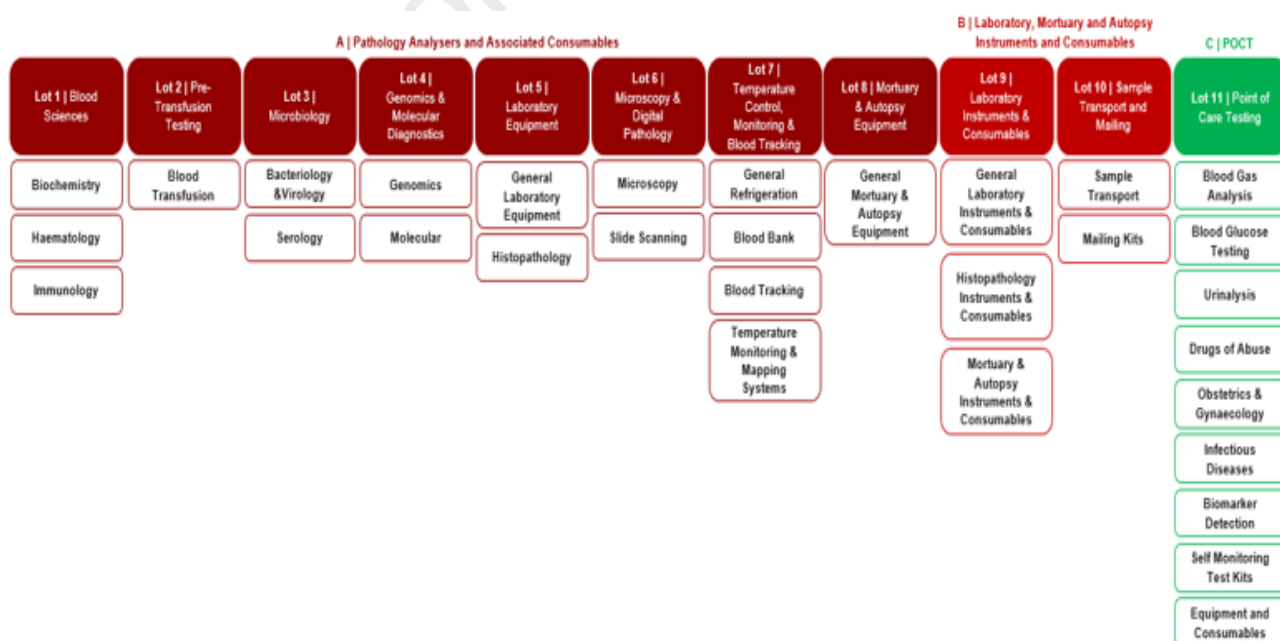 A | Pathology Analysers and Associated Consumables
B | Laboratory, Mortuary and Autopsy
Instruments and Consumables
C | POCT
Lot 1 | Blood
Sciences
Biochemistry
Haematology
Immunology
Lot 2 | Pre-
Transfusion
Testing
Blood
Transfusion
Lot 3 |
Microbiology
Bacteriology
&Virology
Serology
Lot 4 |
Genomics &
Molecular
Diagnostics
Genomics
Molecular
Lot 5 |
Laboratory
Equipment
General
Laboratory
Equipment
Histopathology
Lot 6 |
Microscopy &
Digital
Pathology
Microscopy
Slide Scanning
Lot 7 |
Temperature
Control,
Monitoring &
Blood Tracking
General
Refrigeration
Blood Bank
Blood Tracking
Temperature
Monitoring &
Mapping
Systems
Lot 8 | Mortuary
& Autopsy
Equipment
General
Mortuary &
Autopsy
Equipment
Lot 9 |
Laboratory
Instruments &
Consumables
General
Laboratory
Instruments &
Consumables
Histopathology
Instruments &
Consumables
Mortuary &
Autopsy
Instruments &
Consumables
Lot 10 | Sample
Transport and
Mailing
Sample
Transport
Mailing Kits
Lot 11 | Point of
Care Testing
Blood Gas
Analysis
Blood Glucose
Testing
Urinalysis
Drugs of Abuse
Obstetrics &
Gynaecology
Infectious
Diseases
Biomarker
Detection
Self Monitoring
Test Kits
Equipment and
Consumables